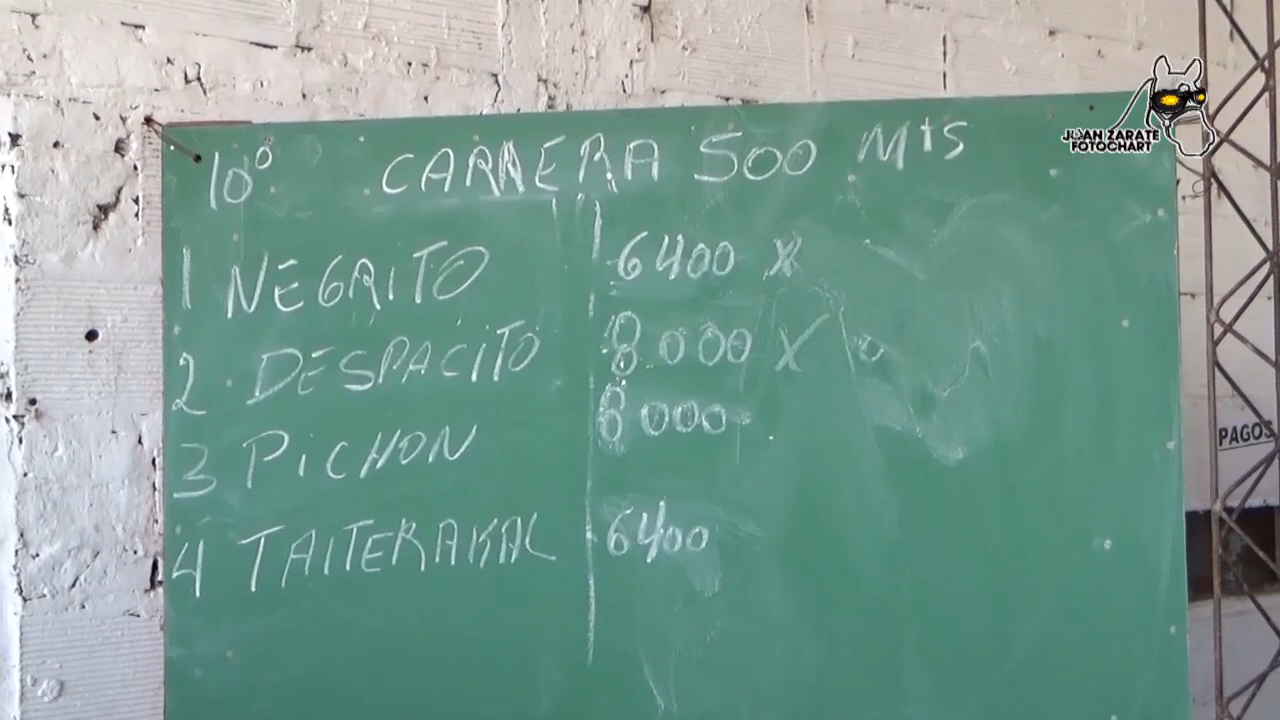 10º CARRERA 500 Mts
1 NEGRITO 6400 X
2 DESPACITO 8.000 X
3 PiCHON 8000
4 TAITERAKAL 6400
JUAN ZARATE
FOTOCHART
PAGOS